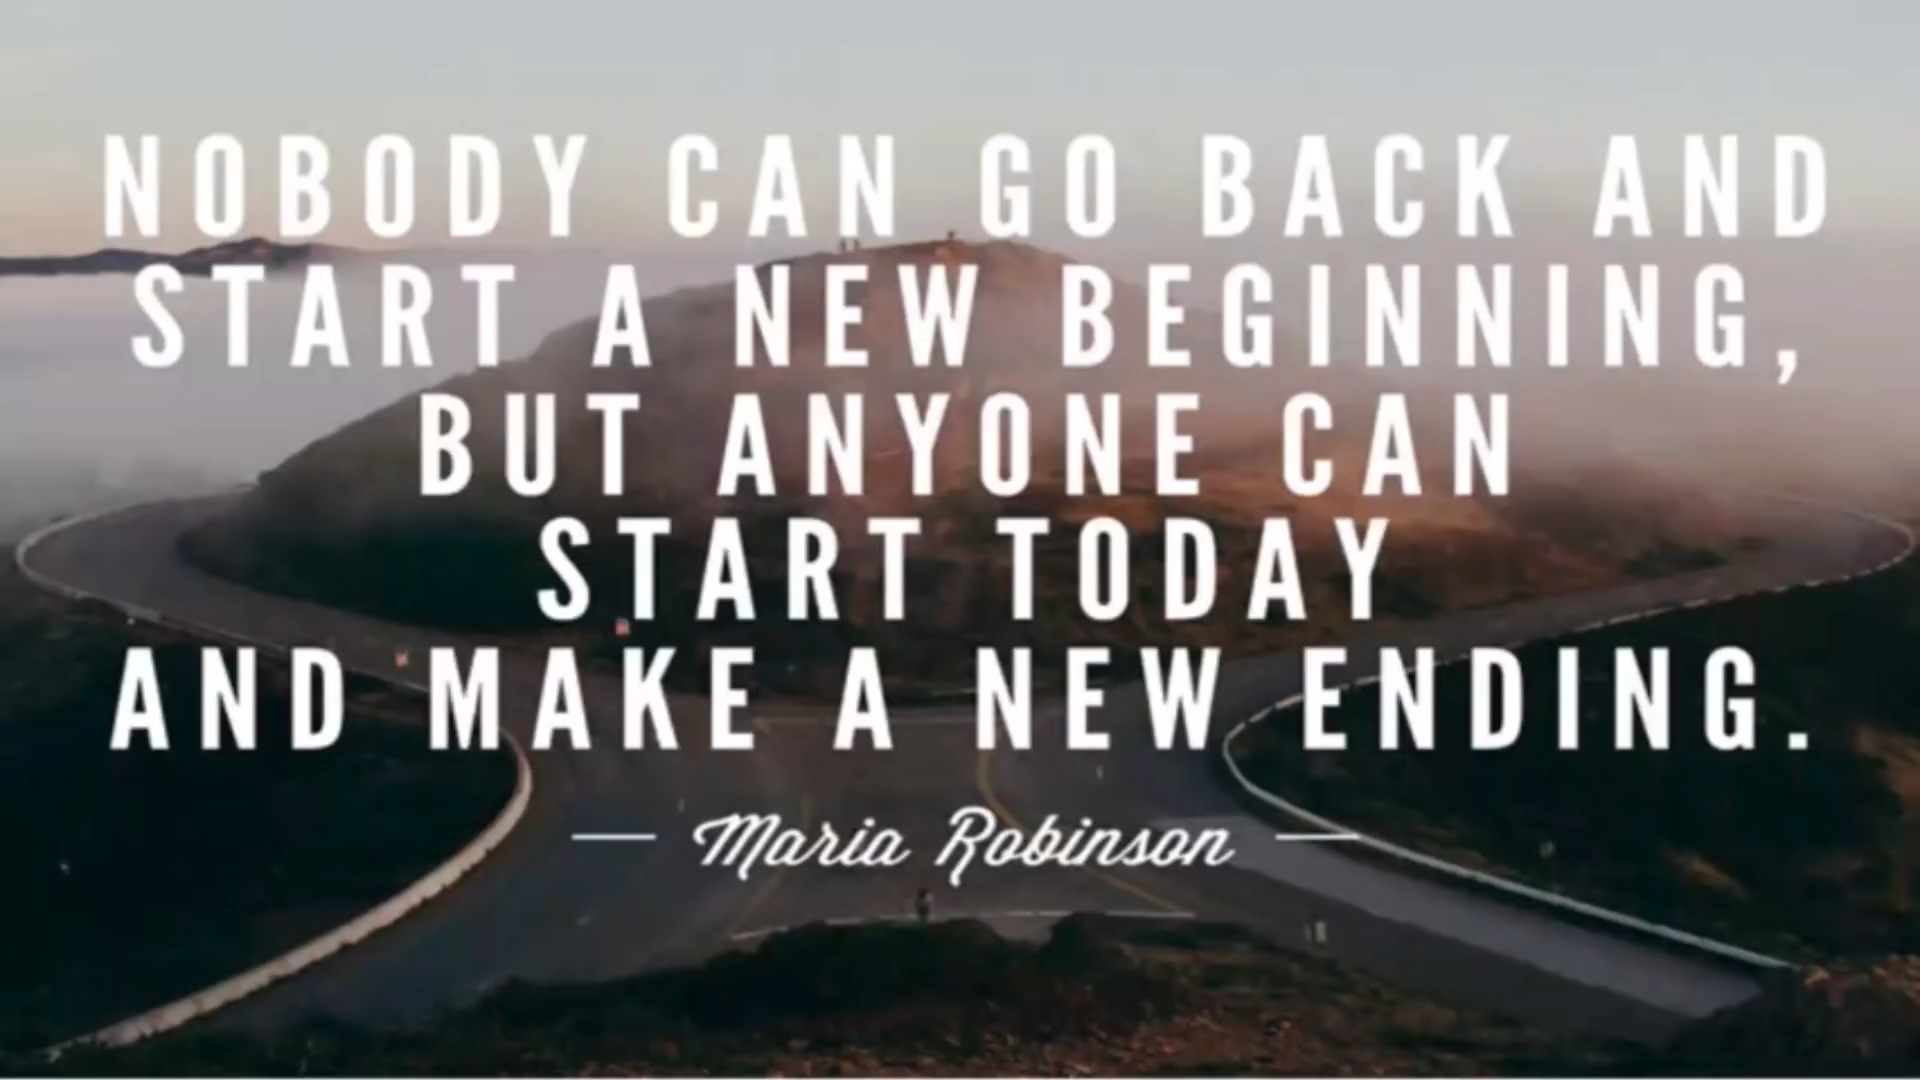 NOBODY CAN GO BACK AND
START A NEW BEGINNING,
BUT ANYONE CAN
START TODAY
AND MAKE A NEW ENDING.
— Maria Robinson —